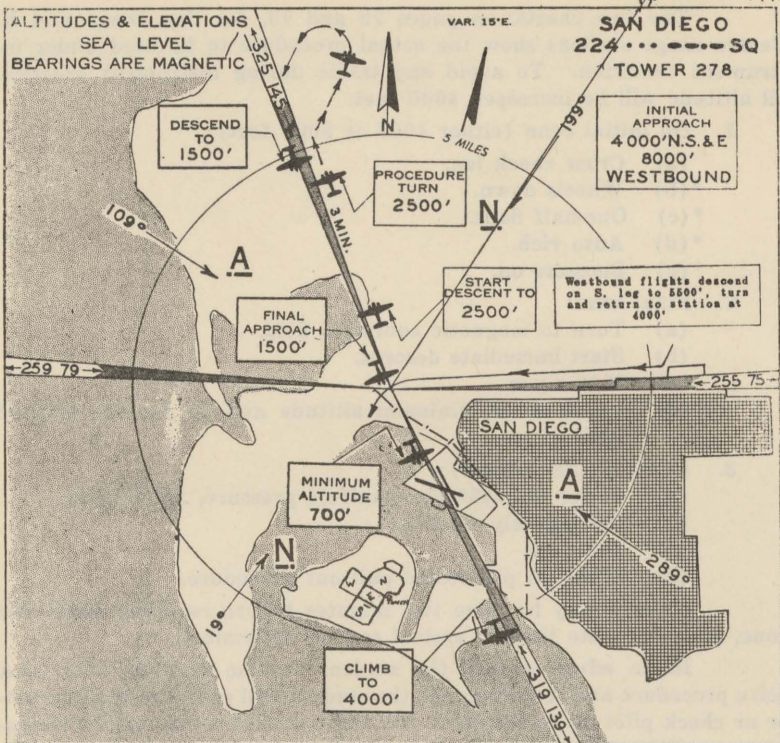 ALTITUDES & ELEVATIONS
SEA LEVEL
BEARINGS ARE MAGNETIC
VAR. 15°E.
SAN DIEGO
224 ··· ·—··—·· SQ
TOWER 278
INITIAL
APPROACH
4000' N.S.& E
8000'
WESTBOUND
325 145
N
5 MILES
199°
DESCEND
TO
1500'
PROCEDURE
TURN
2500'
3 MIN.
N
109°
A
START
DESCENT TO
2500'
Westbound flights descend
on S. leg to 5500', turn
and return to station at
4000'
FINAL
APPROACH
1500'
259 79
255 75
SAN DIEGO
MINIMUM
ALTITUDE
700'
A
289°
N
19°
N
E
W
S
CLIMB
TO
4000'
319 139